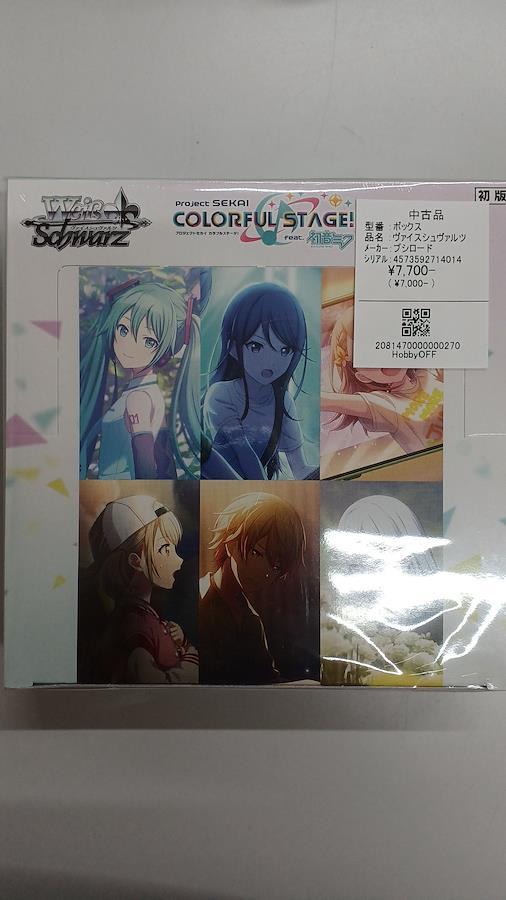 Weiß
Schwarz
ヴァイスシュヴァルツ
Project SEKAI
COLORFUL STAGE!
プロジェクトセカイ カラフルステージ!
feat. 初音ミク
初版
中古品
型番 :ボックス
品名 :ヴァイスシュヴァルツ
メーカー:ブシロード
シリアル:4573592714014
¥7,700-
( ¥7,000- )
2081470000000270
HobbyOFF
01